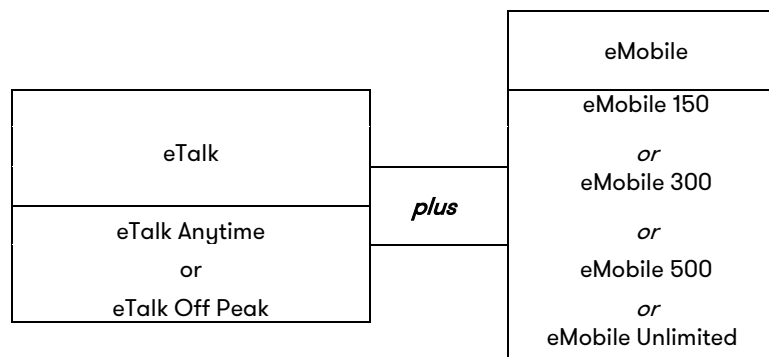 eTalk
eTalk Anytime
or
eTalk Off Peak
plus
eMobile
eMobile 150
or
eMobile 300
or
eMobile 500
or
eMobile Unlimited